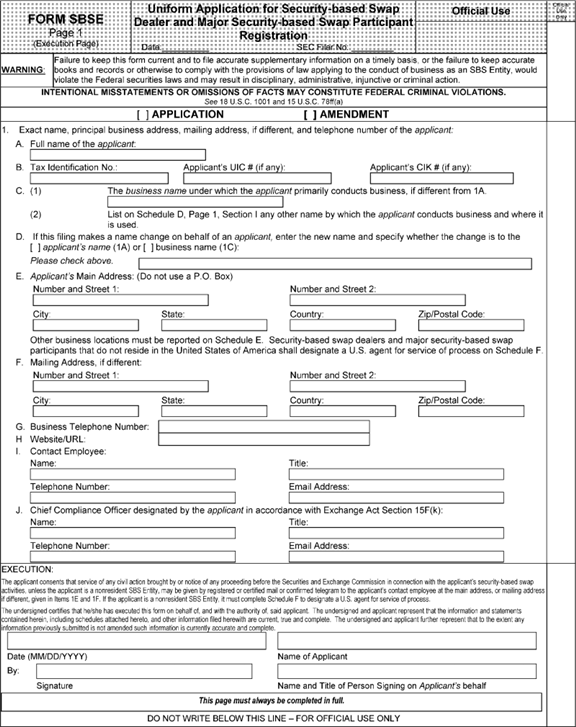 FORM SBSE
Page 1
(Execution Page)
Uniform Application for Security-based Swap
Dealer and Major Security-based Swap Participant
Registration
Date:__________ SEC Filer No: __________
Official Use
Official
Use
Only
WARNING:
Failure to keep this form current and to file accurate supplementary information on a timely basis, or the failure to keep accurate
books and records or otherwise to comply with the provisions of law applying to the conduct of business as an SBS Entity, would
violate the Federal securities laws and may result in disciplinary, administrative, injunctive or criminal action.
INTENTIONAL MISSTATEMENTS OR OMISSIONS OF FACTS MAY CONSTITUTE FEDERAL CRIMINAL VIOLATIONS.
See 18 U.S.C. 1001 and 15 U.S.C. 78ff(a)
[ ] APPLICATION [ ] AMENDMENT
1. Exact name, principal business address, mailing address, if different, and telephone number of the applicant:
A. Full name of the applicant:
B. Tax Identification No.: Applicant's UIC # (if any): Applicant's CIK # (if any):
C. (1) The business name under which the applicant primarily conducts business, if different from 1A.
(2) List on Schedule D, Page 1, Section I any other name by which the applicant conducts business and where it
is used.
D. If this filing makes a name change on behalf of an applicant, enter the new name and specify whether the change is to the
[ ] applicant's name (1A) or [ ] business name (1C):
Please check above.
E. Applicant's Main Address: (Do not use a P.O. Box)
Number and Street 1: Number and Street 2:
City: State: Country: Zip/Postal Code:
Other business locations must be reported on Schedule E. Security-based swap dealers and major security-based swap
participants that do not reside in the United States of America shall designate a U.S. agent for service of process on Schedule F.
F. Mailing Address, if different:
Number and Street 1: Number and Street 2:
City: State: Country: Zip/Postal Code:
G. Business Telephone Number:
H Website/URL:
I. Contact Employee:
Name: Title:
Telephone Number: Email Address:
J. Chief Compliance Officer designated by the applicant in accordance with Exchange Act Section 15F(k):
Name: Title:
Telephone Number: Email Address:
EXECUTION:
The applicant consents that service of any civil action brought by or notice of any proceeding before the Securities and Exchange Commission in connection with the applicant's security-based swap
activities, unless the applicant is a nonresident SBS Entity, may be given by registered or certified mail or confirmed telegram to the applicant's contact employee at the main address, or mailing address
if different, given in Items 1E and 1F. If the applicant is a nonresident SBS Entity, it must complete Schedule F to designate a U.S. agent for service of process.
The undersigned certifies that he/she has executed this form on behalf of, and with the authority of, said applicant. The undersigned and applicant represent that the information and statements
contained herein, including schedules attached hereto, and other information filed herewith are current, true and complete. The undersigned and applicant further represent that to the extent any
information previously submitted is not amended such information is currently accurate and complete.
Date (MM/DD/YYYY) Name of Applicant
By:
Signature Name and Title of Person Signing on Applicant's behalf
This page must always be completed in full.
DO NOT WRITE BELOW THIS LINE – FOR OFFICIAL USE ONLY